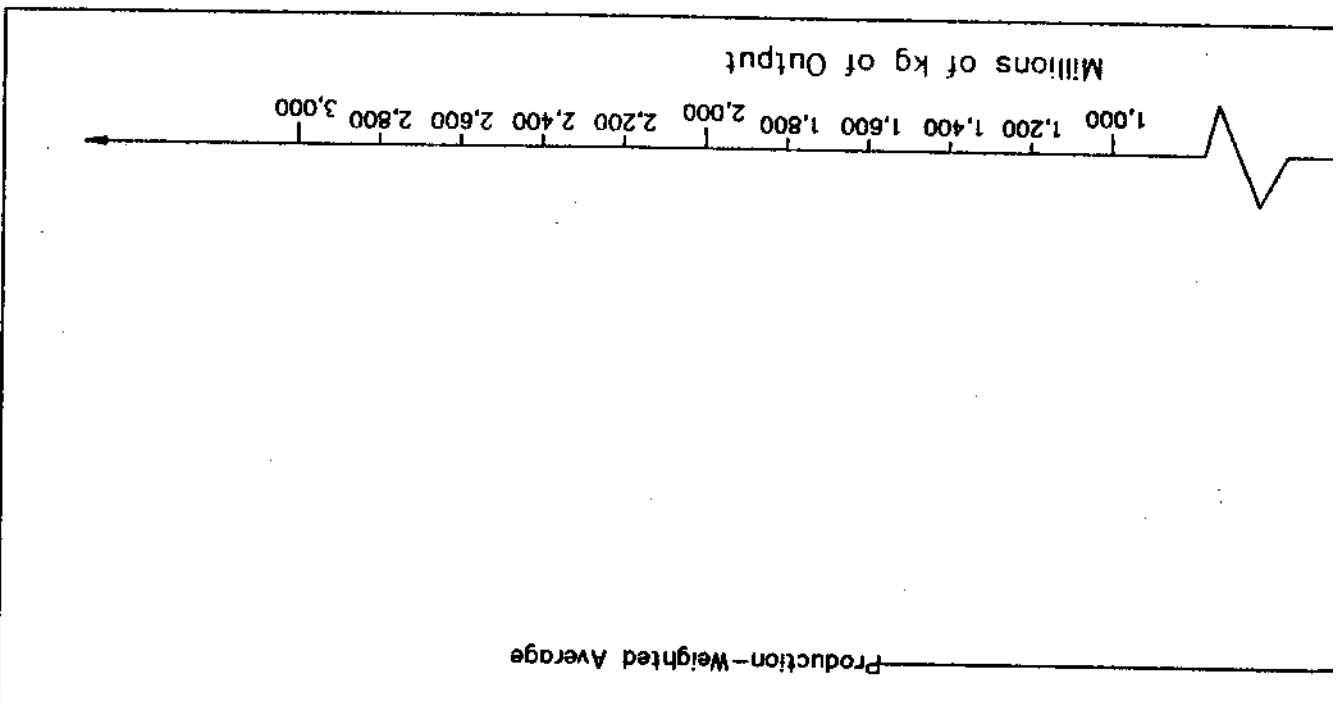 Production-Weighted Average
1,000 1,200 1,400 1,600 1,800 2,000 2,200 2,400 2,600 2,800 3,000
Millions of kg of Output